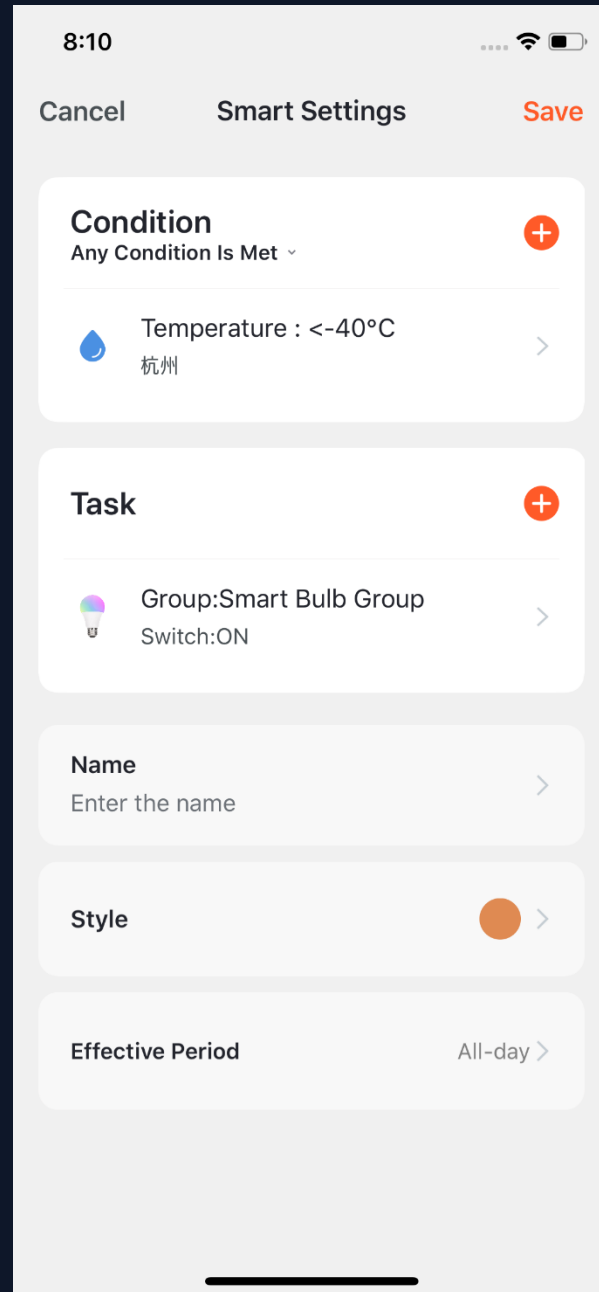 8:10
Cancel Smart Settings Save
Condition
Any Condition Is Met
Temperature : <-40°C
杭州
Task
Group:Smart Bulb Group
Switch:ON
Name
Enter the name
Style
Effective Period All-day